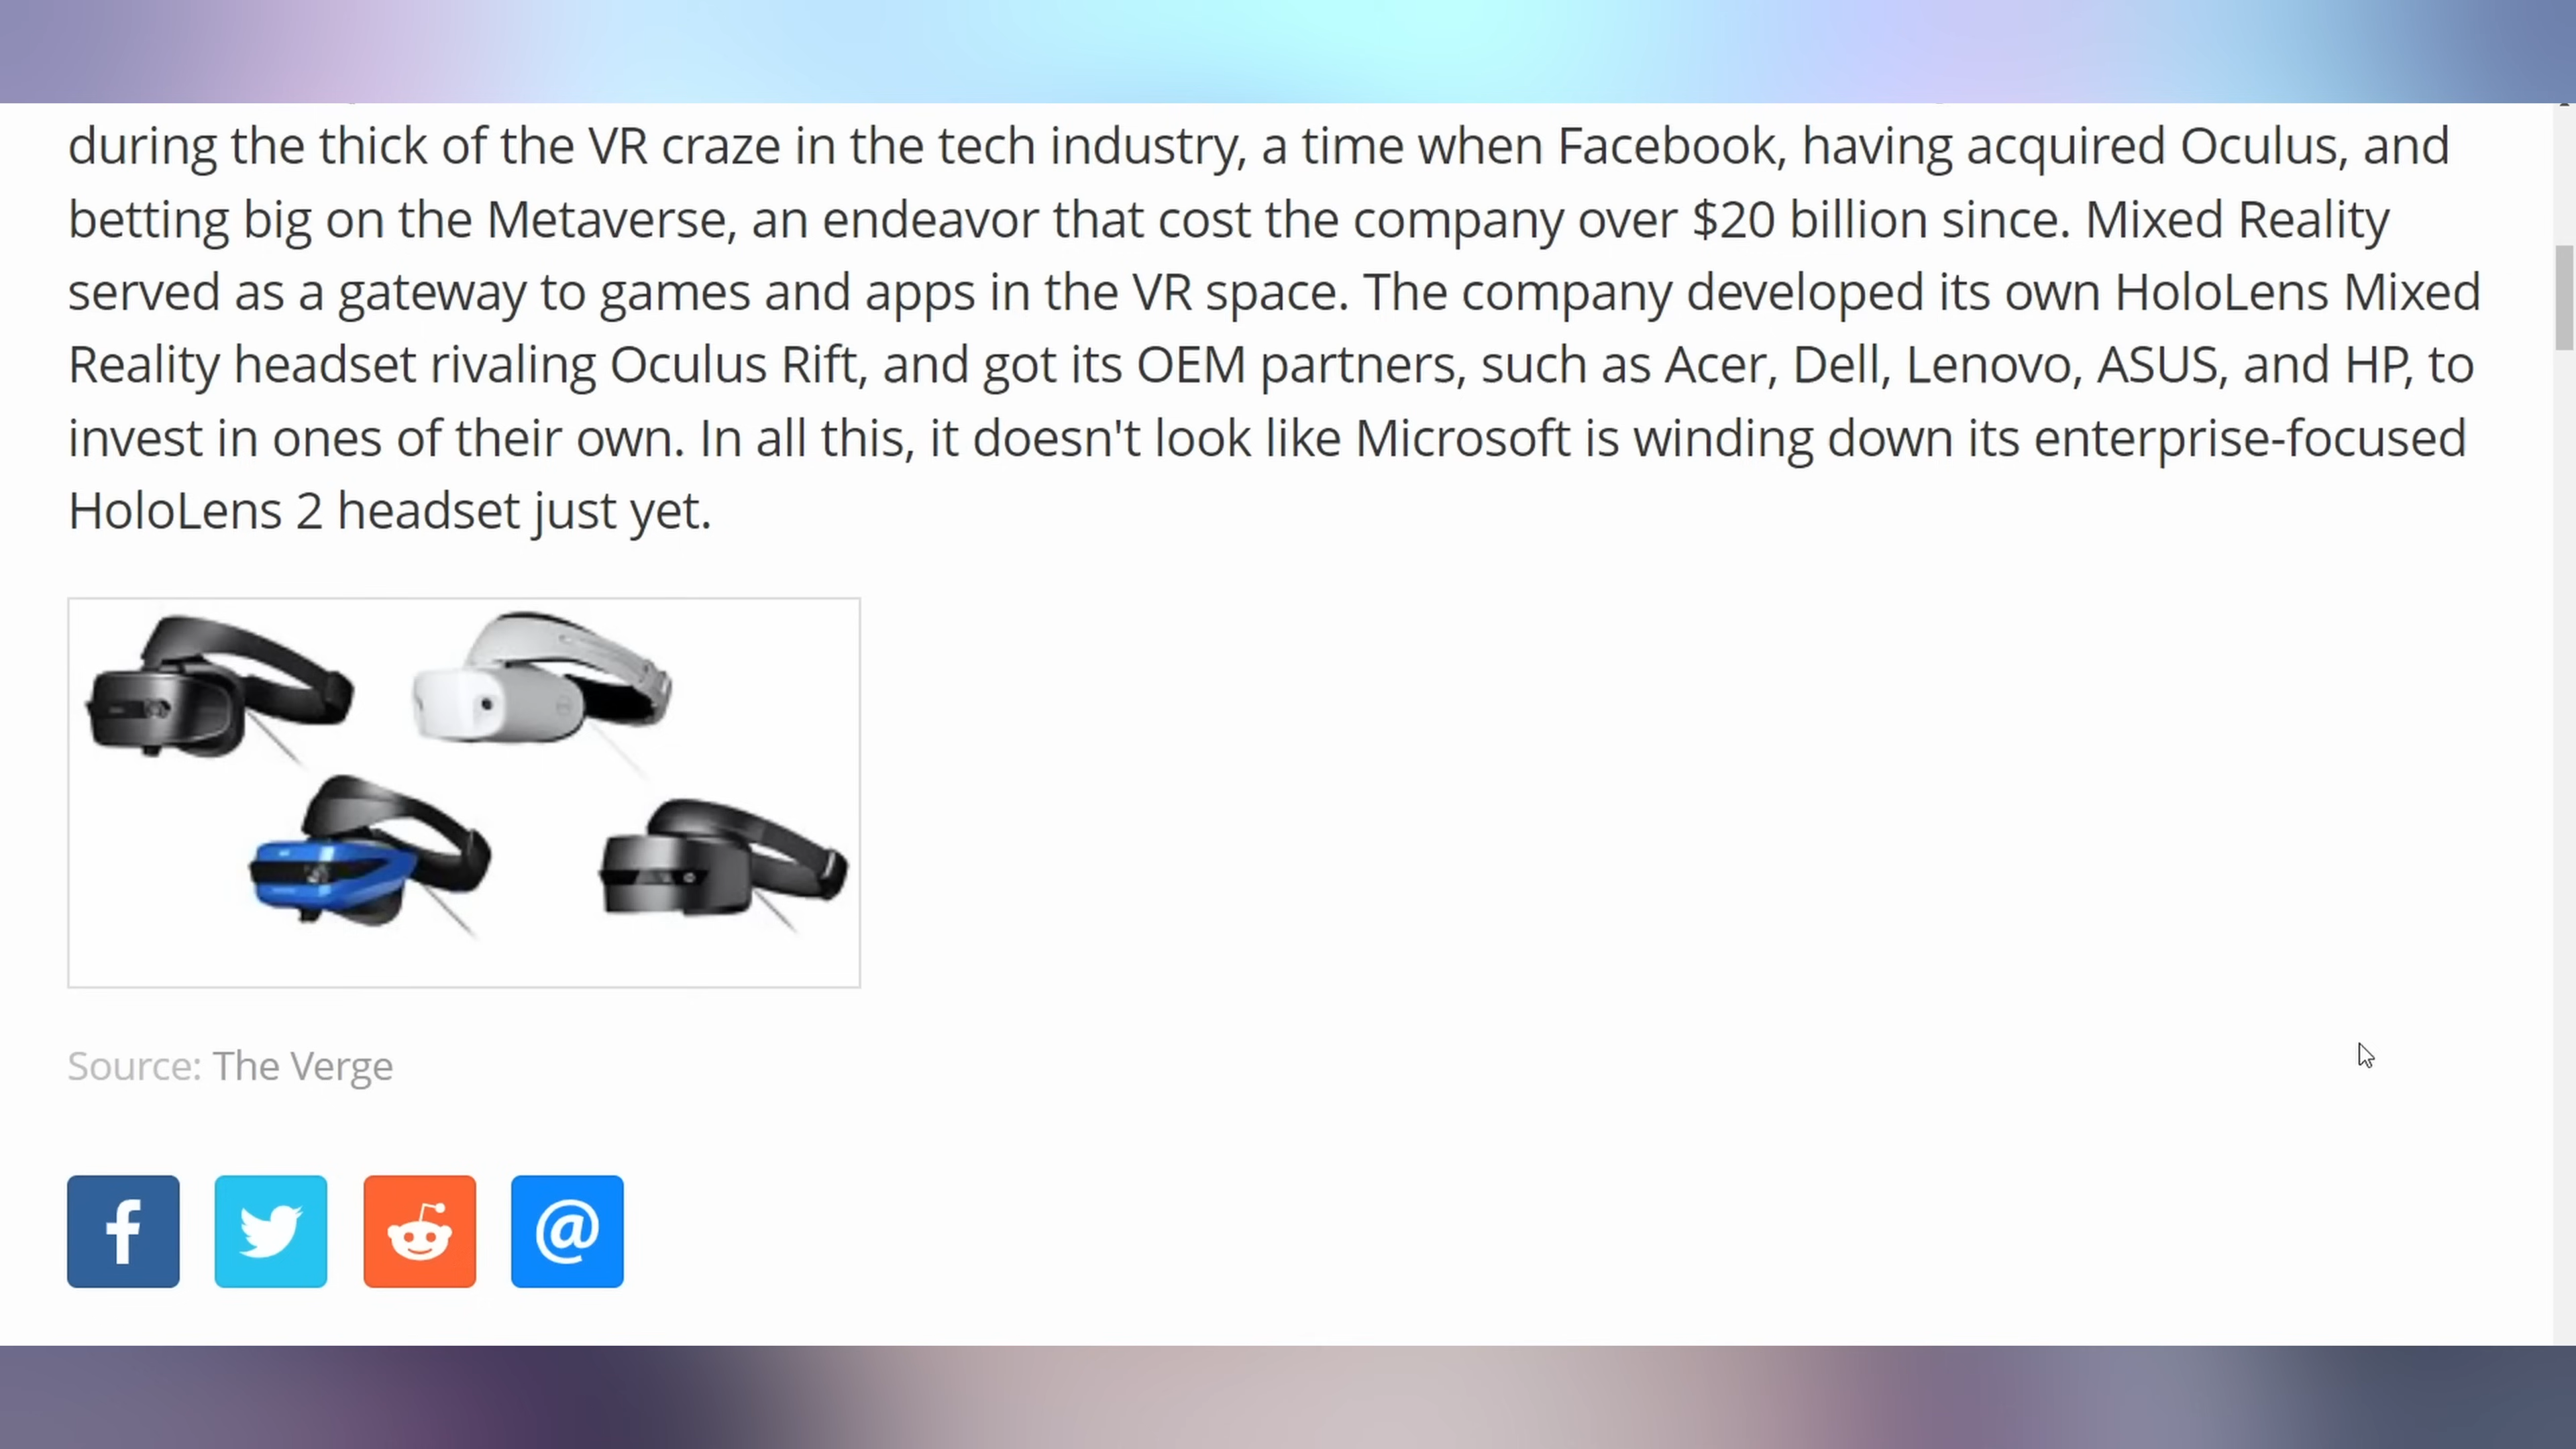 during the thick of the VR craze in the tech industry, a time when Facebook, having acquired Oculus, and
betting big on the Metaverse, an endeavor that cost the company over $20 billion since. Mixed Reality
served as a gateway to games and apps in the VR space. The company developed its own HoloLens Mixed
Reality headset rivaling Oculus Rift, and got its OEM partners, such as Acer, Dell, Lenovo, ASUS, and HP, to
invest in ones of their own. In all this, it doesn't look like Microsoft is winding down its enterprise-focused
HoloLens 2 headset just yet.
Source: The Verge